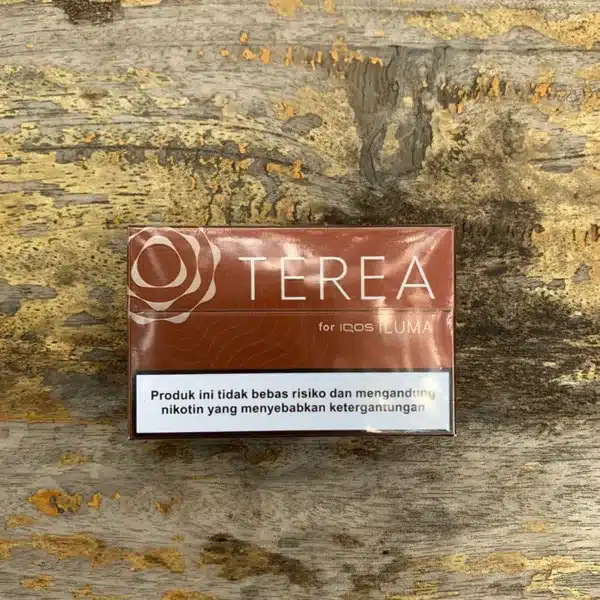 TEREA
for IQOS ILUMA
Produk ini tidak bebas risiko dan mengandung
nikotin yang menyebabkan ketergantungan